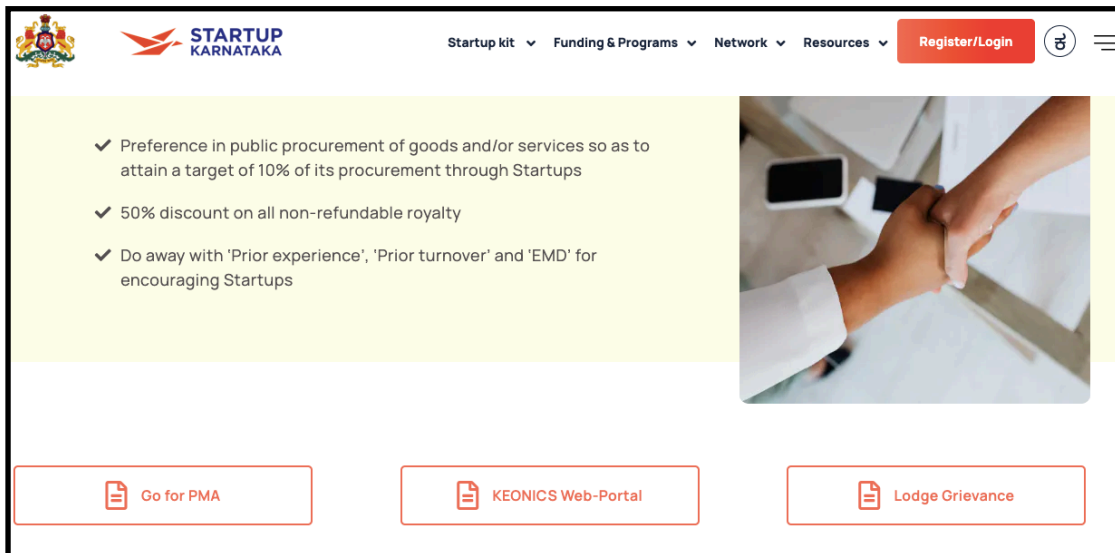 STARTUP
KARNATAKA
Startup kit
Funding & Programs
Network
Resources
Register/Login
ಕ
Preference in public procurement of goods and/or services so as to
attain a target of 10% of its procurement through Startups
50% discount on all non-refundable royalty
Do away with 'Prior experience', 'Prior turnover' and 'EMD' for
encouraging Startups
Go for PMA
KEONICS Web-Portal
Lodge Grievance